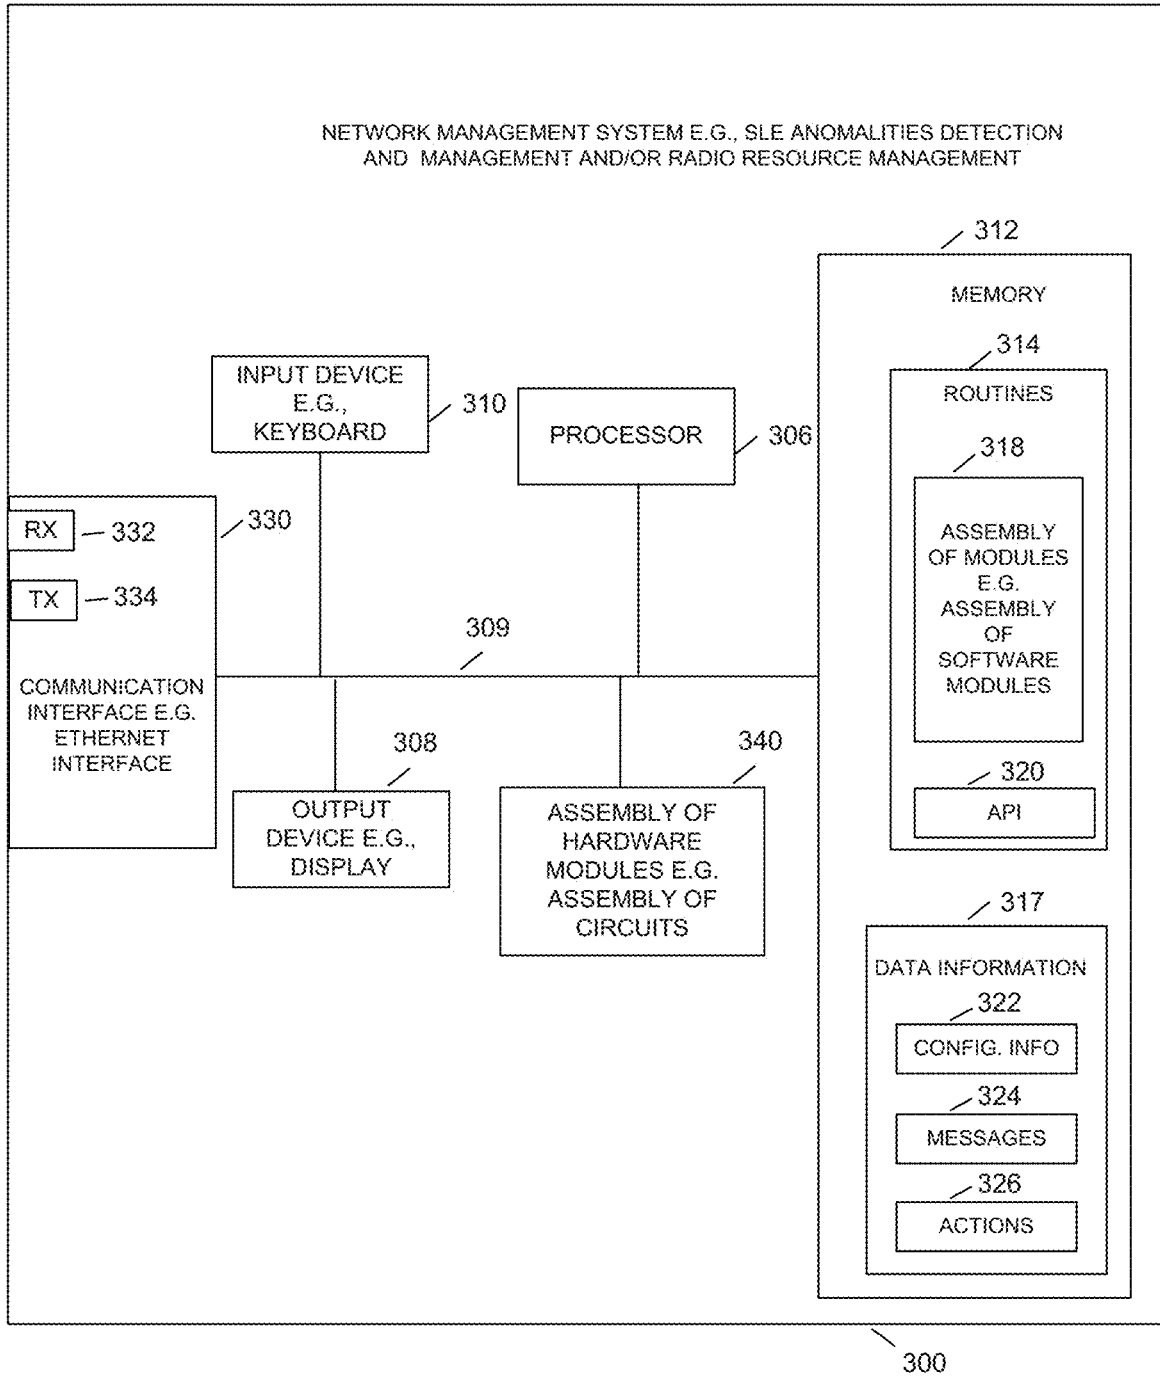 NETWORK MANAGEMENT SYSTEM E.G., SLE ANOMALITIES DETECTION
AND MANAGEMENT AND/OR RADIO RESOURCE MANAGEMENT
312
MEMORY
314
ROUTINES
318
ASSEMBLY
OF MODULES
E.G.
ASSEMBLY
OF
SOFTWARE
MODULES
320
API
317
DATA INFORMATION
322
CONFIG. INFO
324
MESSAGES
326
ACTIONS
INPUT DEVICE
E.G.,
KEYBOARD
310
PROCESSOR
306
RX
332
330
TX
334
COMMUNICATION
INTERFACE E.G.
ETHERNET
INTERFACE
309
308
OUTPUT
DEVICE E.G.,
DISPLAY
340
ASSEMBLY OF
HARDWARE
MODULES E.G.
ASSEMBLY OF
CIRCUITS
300